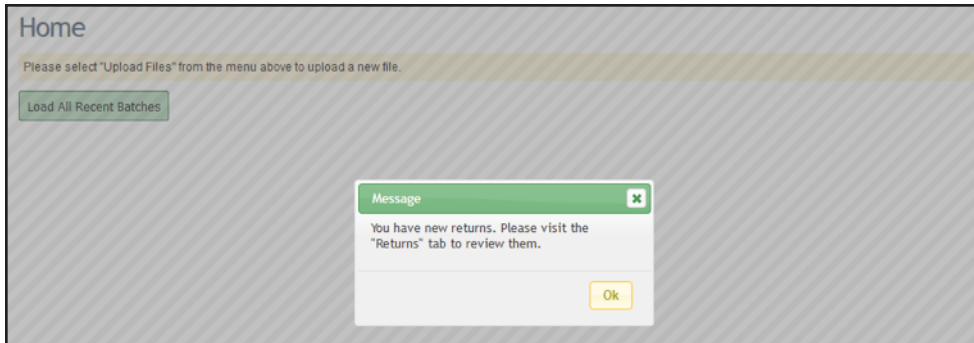 Home
Please select "Upload Files" from the menu above to upload a new file.
Load All Recent Batches
Message
You have new returns. Please visit the
"Returns" tab to review them.
Ok